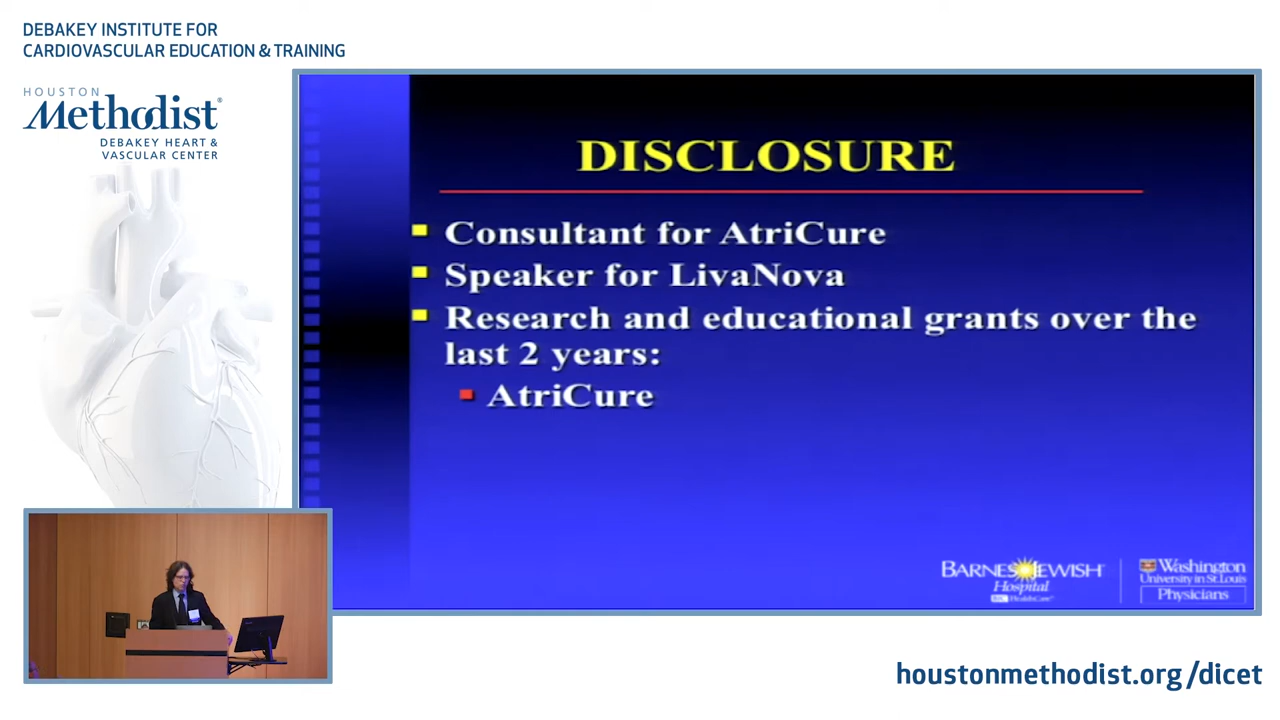 DEBAKEY INSTITUTE FOR
CARDIOVASCULAR EDUCATION & TRAINING
HOUSTON
Methodist®
DEBAKEY HEART &
VASCULAR CENTER
DISCLOSURE
Consultant for AtriCure
Speaker for LivaNova
Research and educational grants over the
last 2 years:
AtriCure
BARNES JEWISH
Hospital
BJC HealthCare
Washington
University in St. Louis
Physicians
houstonmethodist.org/dicet